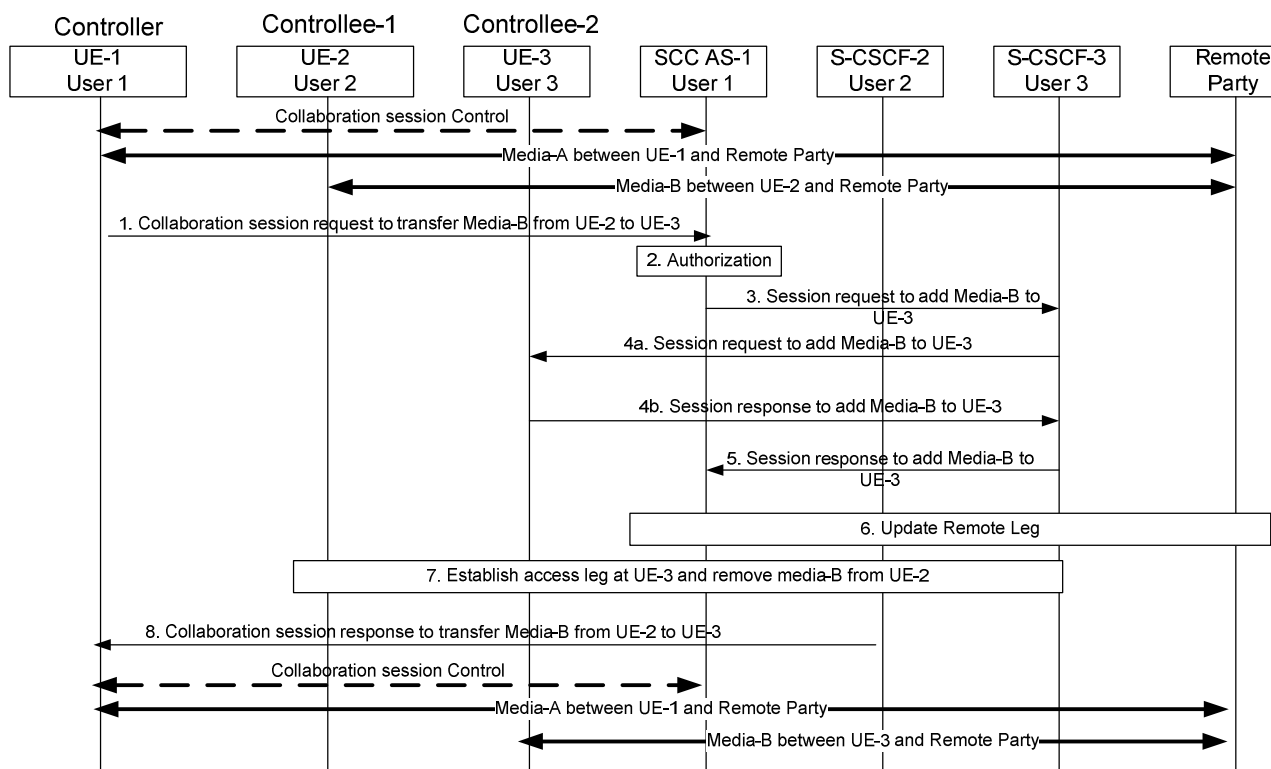 Controller
Controllee-1
Controllee-2
UE-1
User 1
UE-2
User 2
UE-3
User 3
SCC AS-1
User 1
S-CSCF-2
User 2
S-CSCF-3
User 3
Remote
Party
Collaboration session Control
Media-A between UE-1 and Remote Party
Media-B between UE-2 and Remote Party
1. Collaboration session request to transfer Media-B from UE-2 to UE-3
2. Authorization
3. Session request to add Media-B to
UE-3
4a. Session request to add Media-B to UE-3
4b. Session response to add Media-B to UE-3
5. Session response to add Media-B to
UE-3
6. Update Remote Leg
7. Establish access leg at UE-3 and remove media-B from UE-2
8. Collaboration session response to transfer Media-B from UE-2 to UE-3
Collaboration session Control
Media-A between UE-1 and Remote Party
Media-B between UE-3 and Remote Party